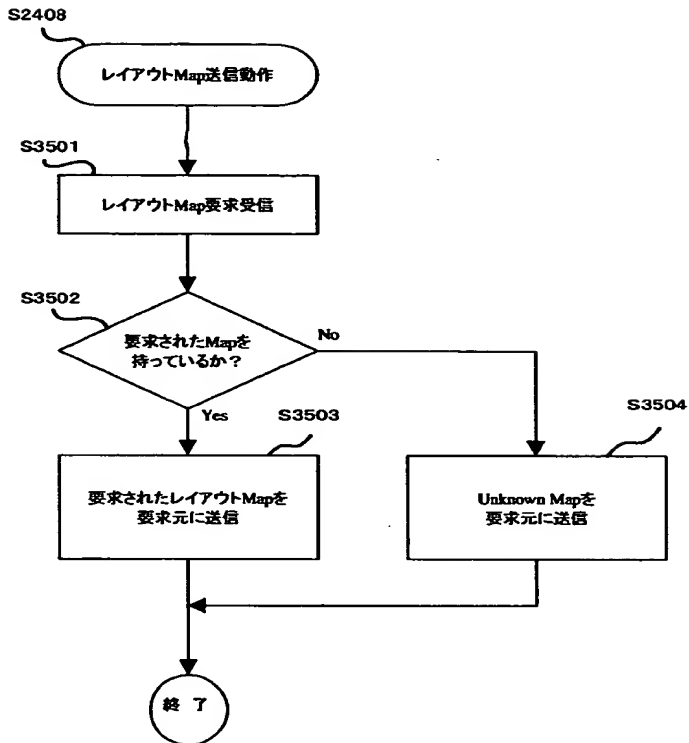 S2408
レイアウトMap送信動作
S3501
レイアウトMap要求受信
S3502
要求されたMapを
持っているか？
No
Yes
S3503
要求されたレイアウトMapを
要求元に送信
S3504
Unknown Mapを
要求元に送信
終 了